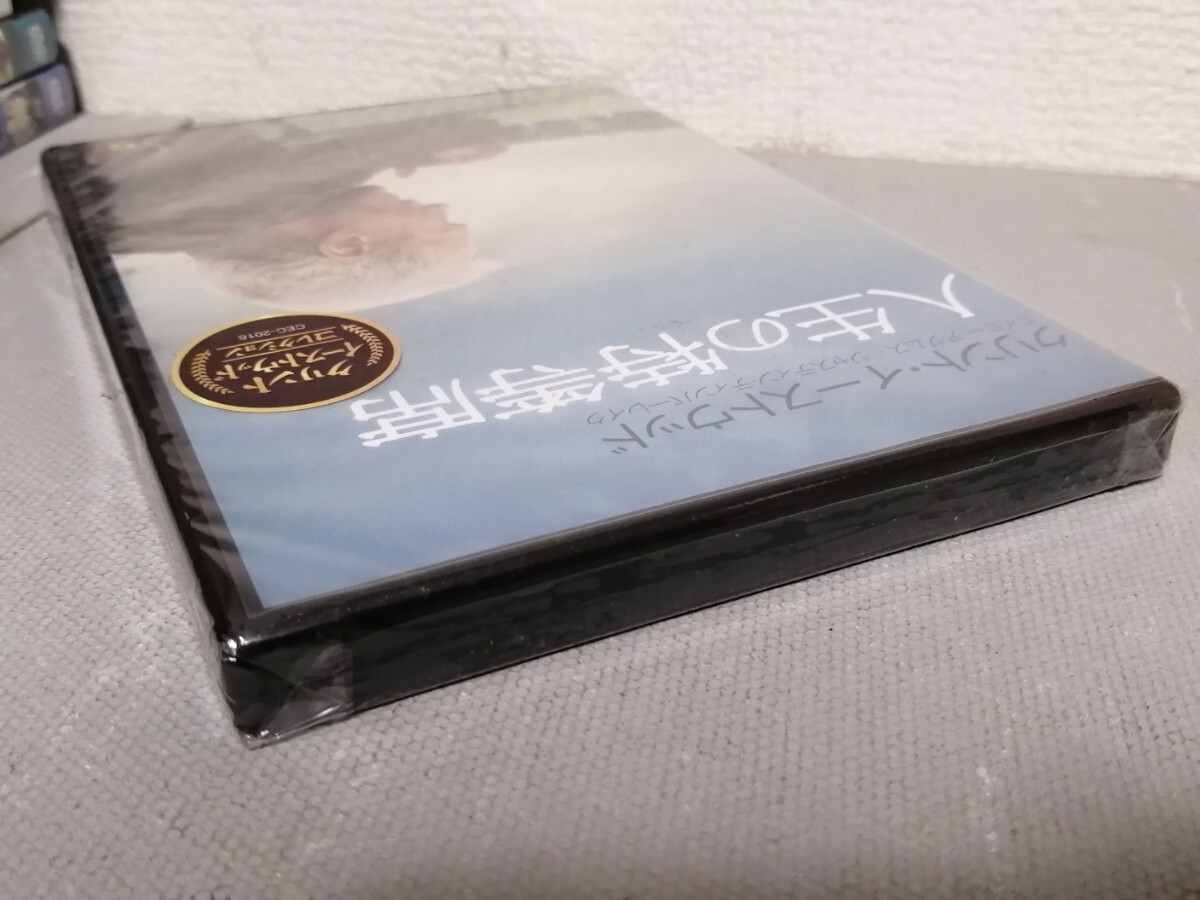 クリント・イーストウッド
エイミー・アダムス ジャスティン・ティンバーレイク
人生の特等席
クリント
イーストウッド
コレクション
CEC-2016